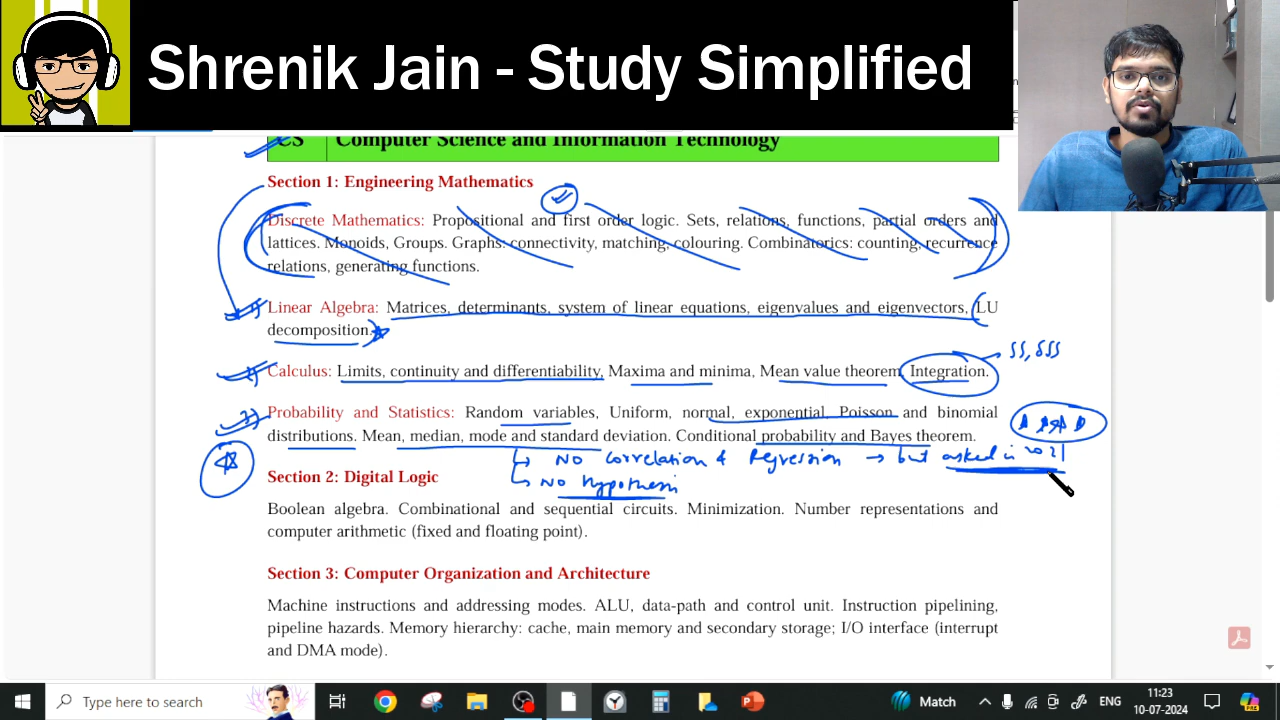 Shrenik Jain - Study Simplified
CS Computer Science and Information Technology
Section 1: Engineering Mathematics
Discrete Mathematics: Propositional and first order logic. Sets, relations, functions, partial orders and
lattices. Monoids, Groups. Graphs: connectivity, matching, colouring. Combinatorics: counting, recurrence
relations, generating functions.
1) Linear Algebra: Matrices, determinants, system of linear equations, eigenvalues and eigenvectors, LU
decomposition.
∫∫, ∫∫∫
2) Calculus: Limits, continuity and differentiability, Maxima and minima, Mean value theorem, Integration.
3) Probability and Statistics: Random variables, Uniform, normal, exponential, Poisson and binomial
distributions. Mean, median, mode and standard deviation. Conditional probability and Bayes theorem.
NO Correlation & Regression → but asked in 2021
NO hypothesis
Section 2: Digital Logic
Boolean algebra. Combinational and sequential circuits. Minimization. Number representations and
computer arithmetic (fixed and floating point).
Section 3: Computer Organization and Architecture
Machine instructions and addressing modes. ALU, data-path and control unit. Instruction pipelining,
pipeline hazards. Memory hierarchy: cache, main memory and secondary storage; I/O interface (interrupt
and DMA mode).
Type here to search
Match
ENG
11:23
10-07-2024